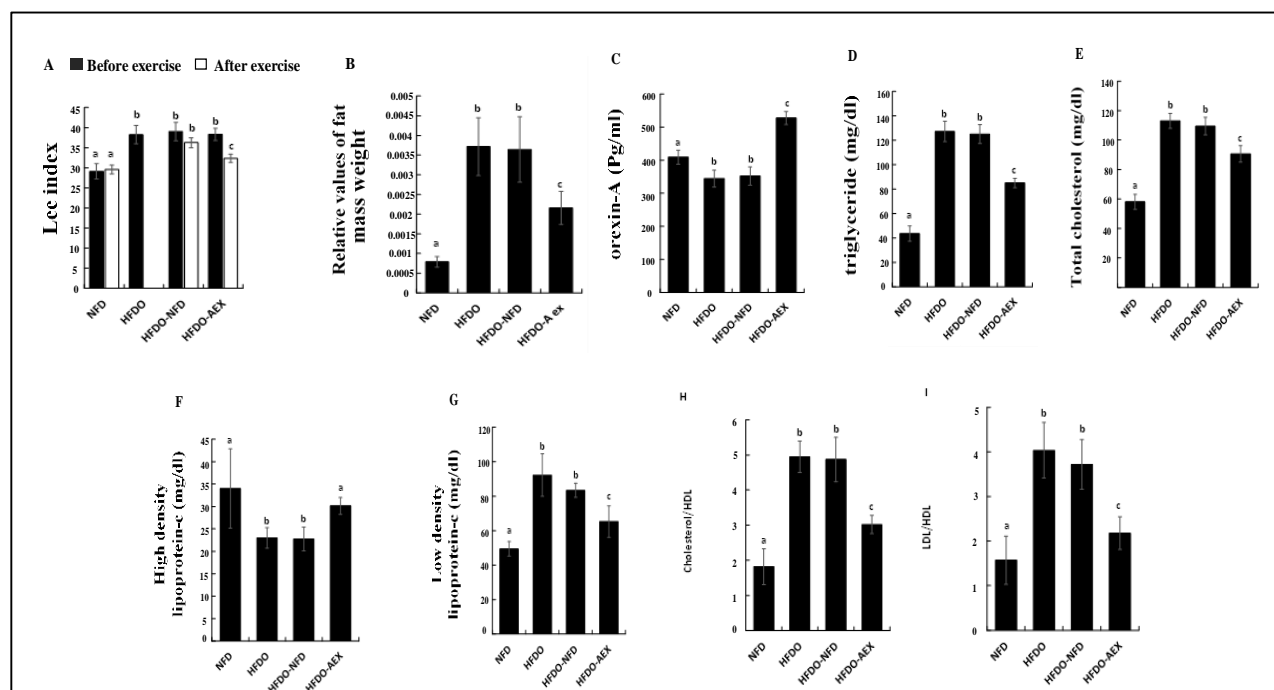 A Before exercise After exercise
Lee index
45
40
35
30
25
20
15
10
5
0
a a b b b b c
NFD HFDO HFDO-NFD HFDO-AEX
B
Relative values of fat
mass weight
0.005
0.0045
0.004
0.0035
0.003
0.0025
0.002
0.0015
0.001
0.0005
0
a b b c
NFD HFDO HFDO-NFD HFDO-A ex
C
orexin-A (Pg/ml)
600
500
400
300
200
100
0
a b b c
NFD HFDO HFDO-NFD HFDO-AEX
D
triglyceride (mg/dl)
160
140
120
100
80
60
40
20
0
a b b c
NFD HFDO HFDO-NFD HFDO-AEX
E
Total cholesterol (mg/dl)
140
120
100
80
60
40
20
a b b c
NFD HFDO HFDO-NFD HFDO-AEX
F
High density
lipoprotein-c (mg/dl)
45
40
35
30
25
20
15
10
5
0
a b b a
NFD HFDO HFDO-NFD HFDO-AEX
G
Low density
lipoprotein-c (mg/dl)
120
100
80
60
40
20
0
a b b c
NFD HFDO HFDO-NFD HFDO-AEX
H
Cholesterol/HDL
6
5
4
3
2
1
0
a b b c
NFD HFDO HFDO-NFD HFDO-AEX
I
LDL/HDL
5
4
3
2
1
0
a b b c
NFD HFDO HFDO-NFD HFDO-AEX